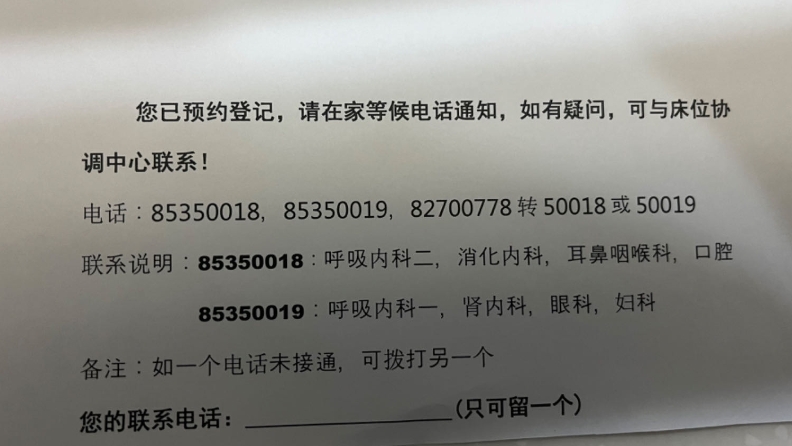 您已预约登记，请在家等候电话通知，如有疑问，可与床位协
调中心联系！
电话：85350018，85350019，82700778 转 50018 或 50019
联系说明：85350018：呼吸内科二，消化内科，耳鼻咽喉科，口腔
85350019：呼吸内科一，肾内科，眼科，妇科
备注：如一个电话未接通，可拨打另一个
您的联系电话：________________(只可留一个)